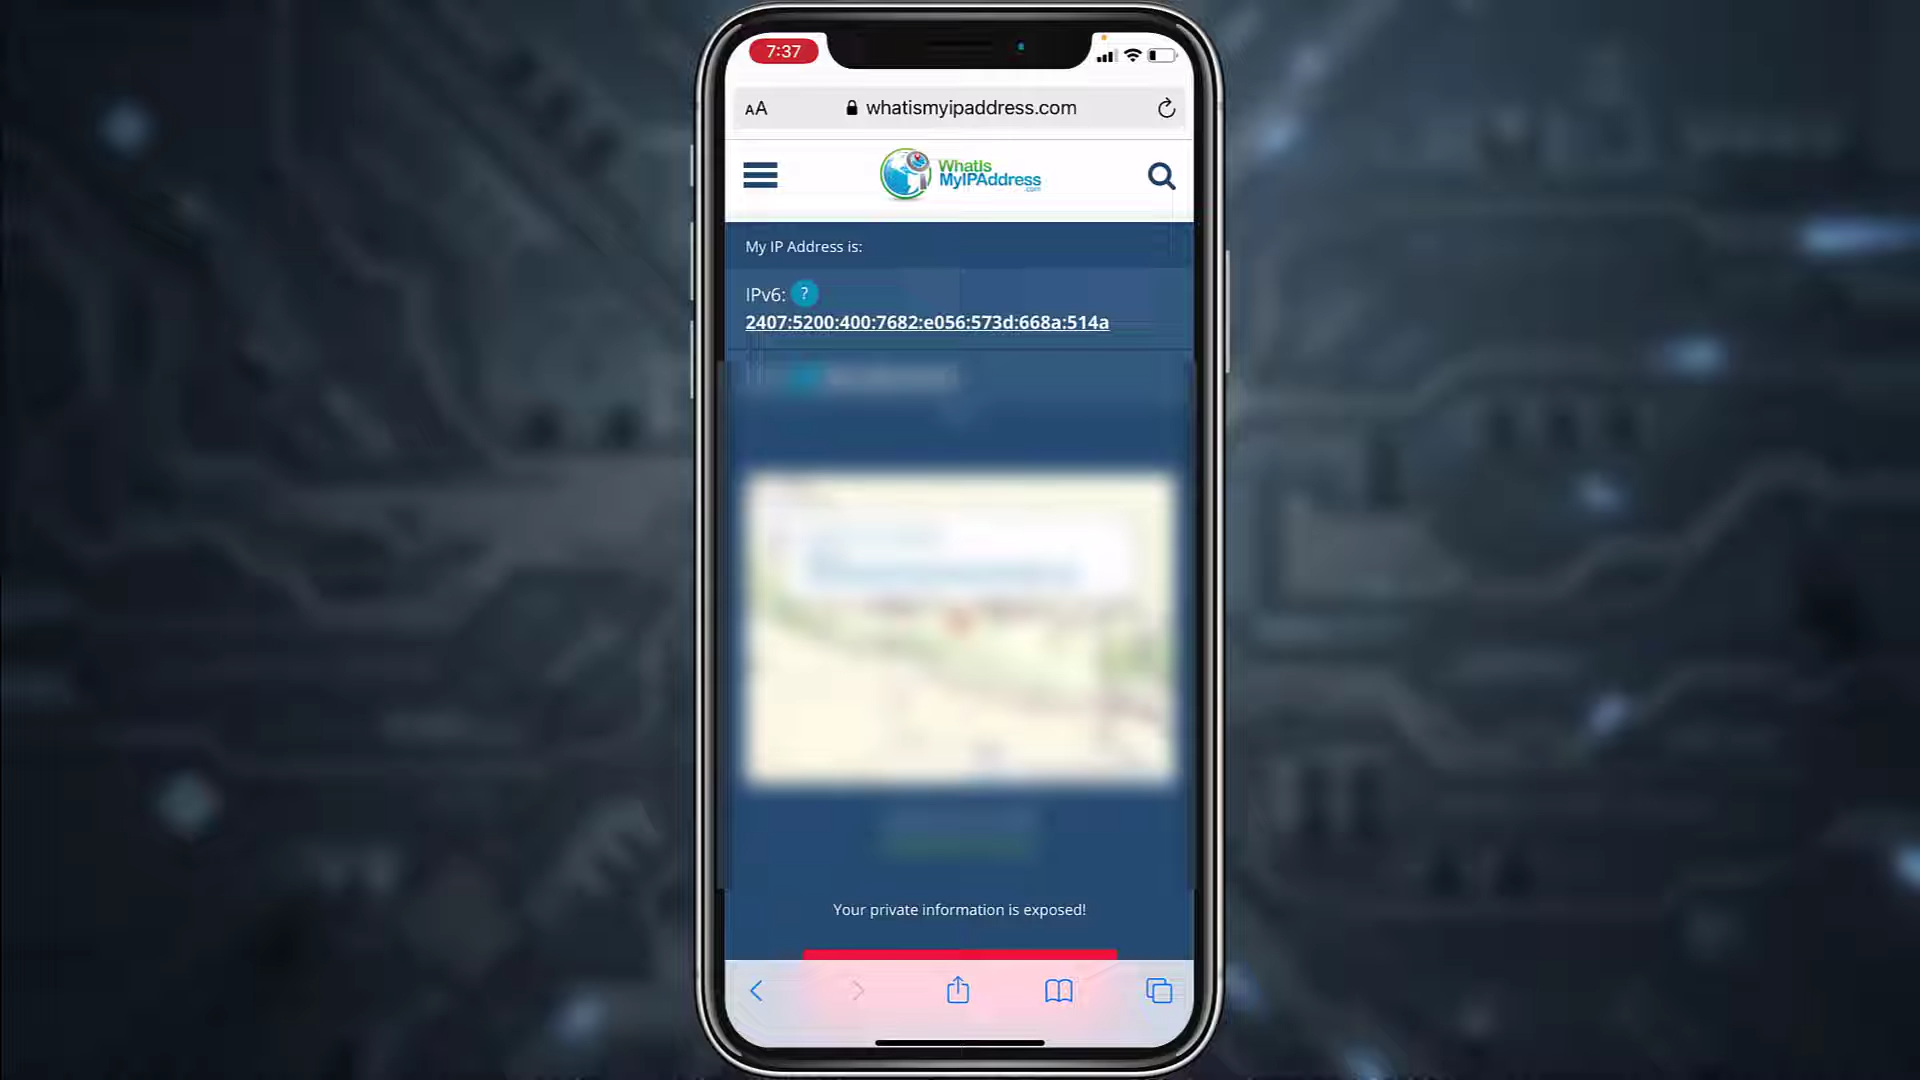 7:37
AA
whatismyipaddress.com
WhatIs
MyIPAddress
.com
My IP Address is:
IPv6: ?
2407:5200:400:7682:e056:573d:668a:514a
Your private information is exposed!